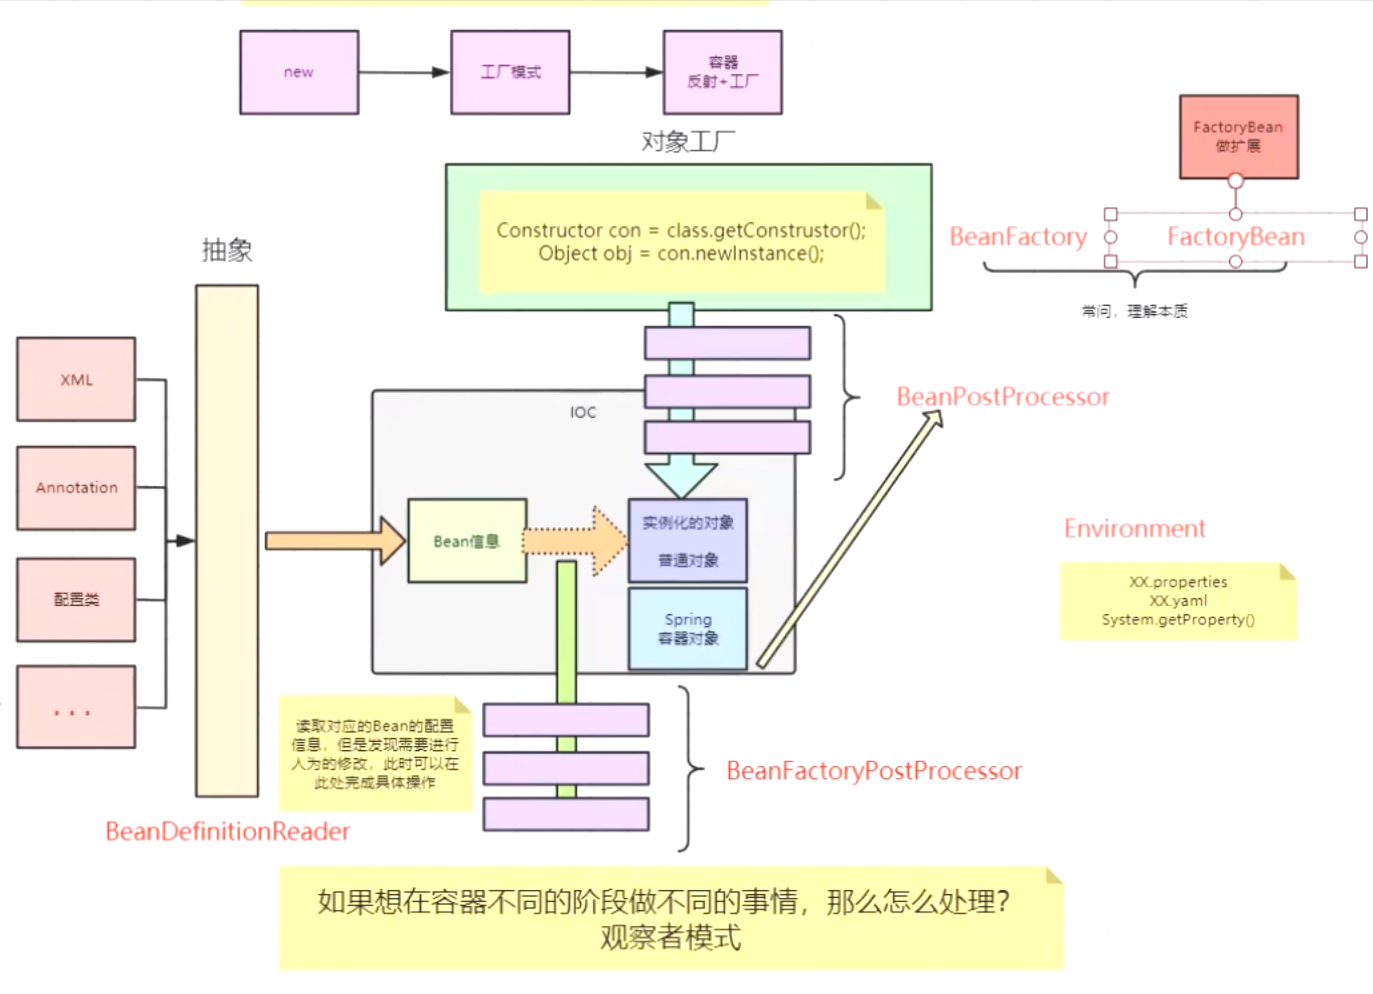 new
工厂模式
容器
反射+工厂
对象工厂
FactoryBean
做扩展
Constructor con = class.getConstrustor();
Object obj = con.newInstance();
BeanFactory
FactoryBean
常问，理解本质
抽象
XML
Annotation
配置类
。。。
IOC
BeanPostProcessor
Bean信息
实例化的对象
普通对象
Spring
容器对象
Environment
XX.properties
XX.yaml
System.getProperty()
读取对应的Bean的配置
信息，但是发现需要进行
人为的修改，此时可以在
此处完成具体操作
BeanFactoryPostProcessor
BeanDefinitionReader
如果想在容器不同的阶段做不同的事情，那么怎么处理？
观察者模式